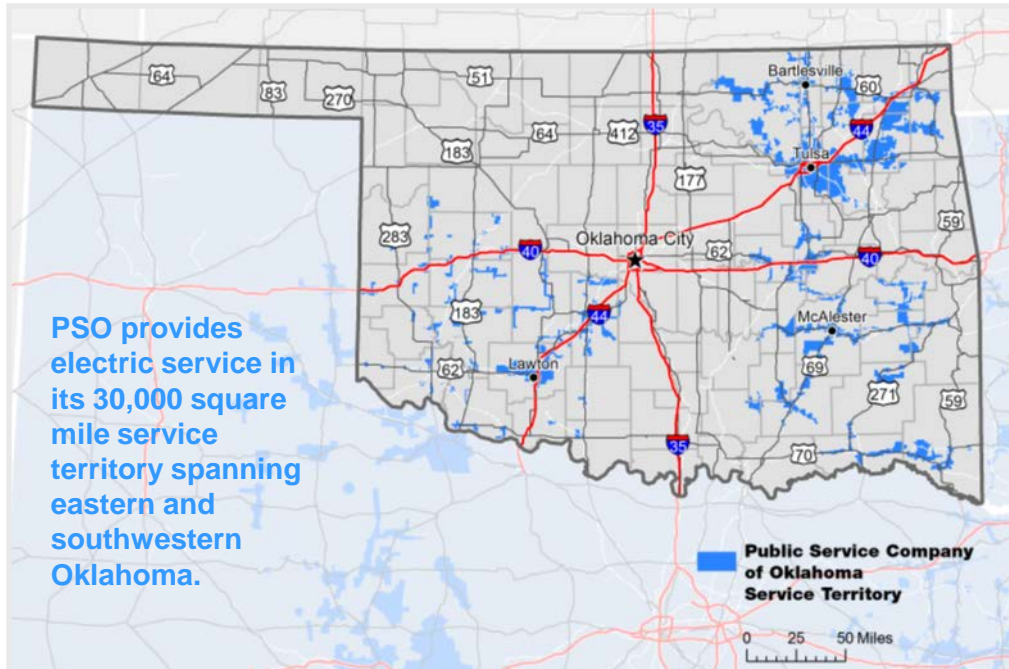 64
83
270
51
64
412
35
Bartlesville
60
44
183
Tulsa
177
59
283
Oklahoma City
62
40
40
PSO provides
electric service in
its 30,000 square
mile service
territory spanning
eastern and
southwestern
Oklahoma.
183
44
McAlester
62
Lawton
69
271
59
35
70
Public Service Company
of Oklahoma
Service Territory
0 25 50 Miles